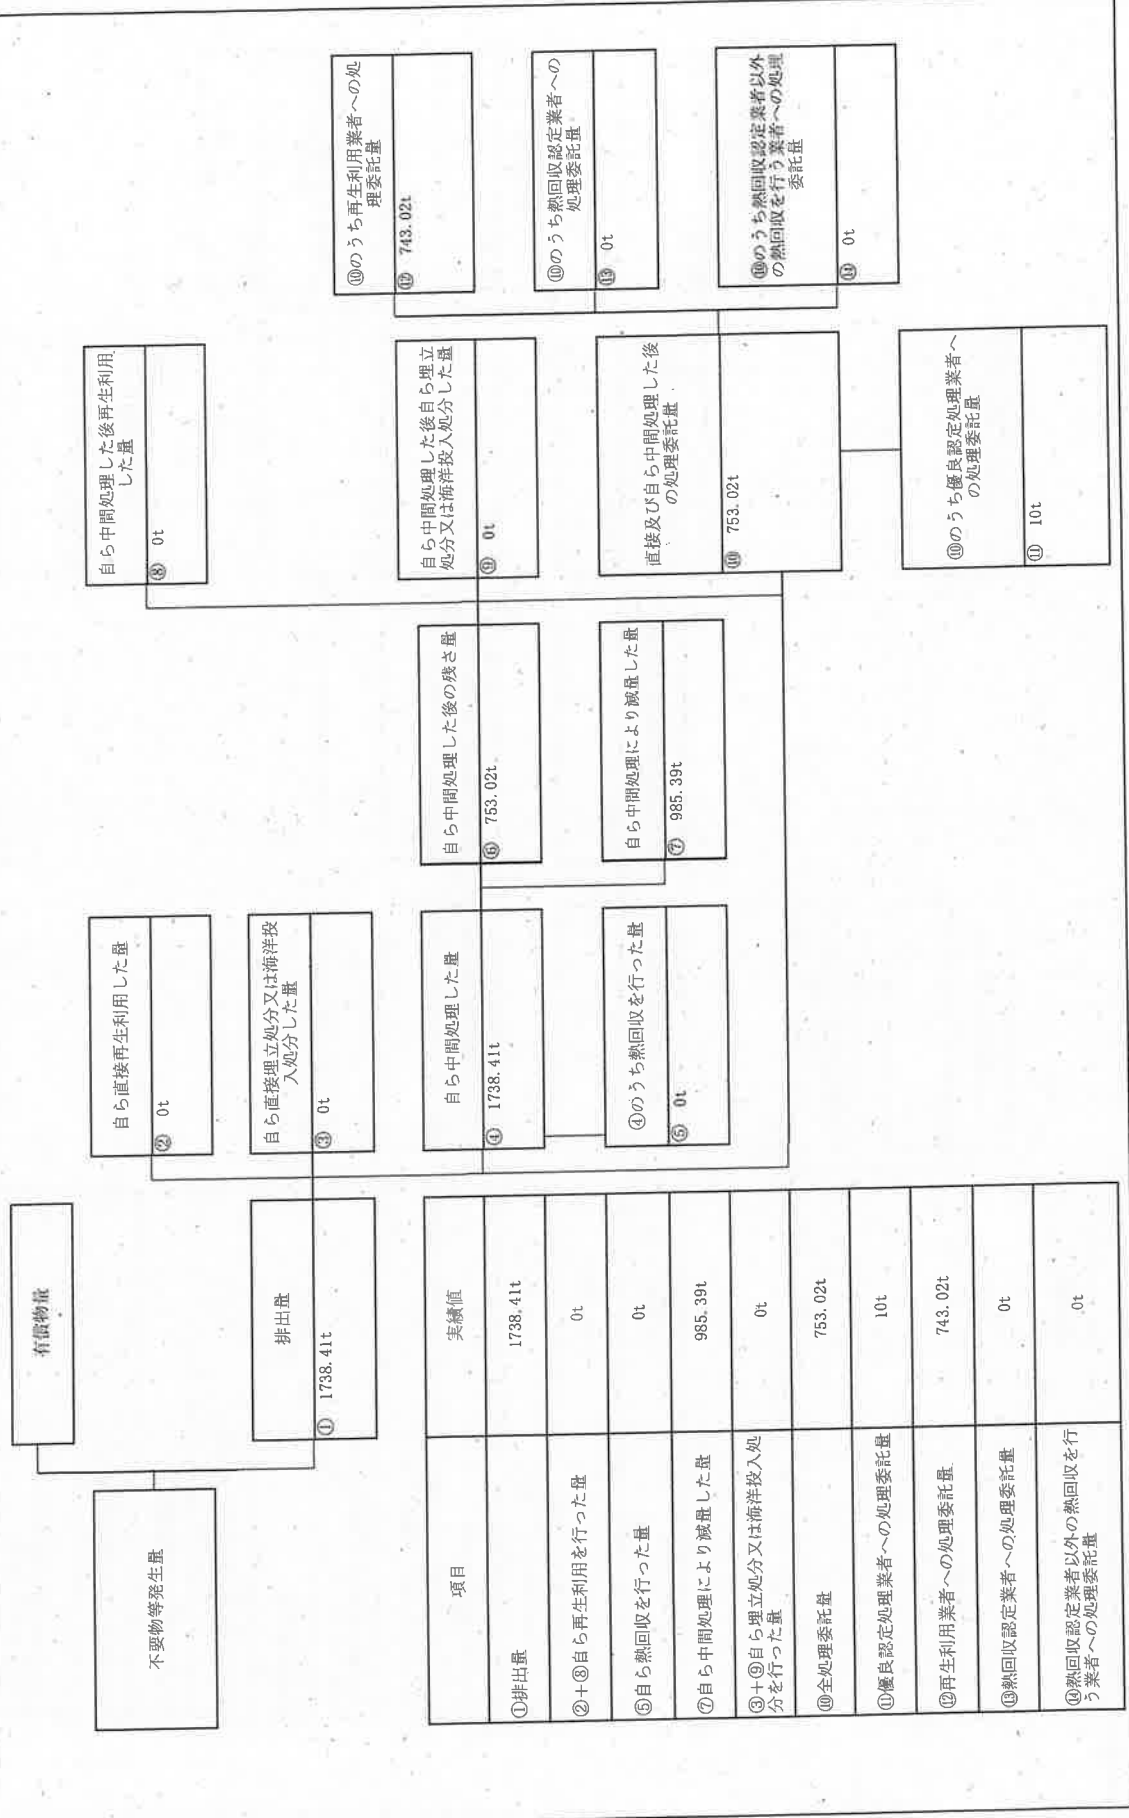 不要物等発生量
有償物量
排出量
① 1738.41t
自ら直接再生利用した量
② 0t
自ら直接埋立処分又は海洋投
入処分した量
③ 0t
自ら中間処理した量
④ 1738.41t
④のうち熱回収を行った量
⑤ 0t
自ら中間処理した後の残さ量
⑥ 753.02t
自ら中間処理により減量した量
⑦ 985.39t
自ら中間処理した後再生利用
した量
⑧ 0t
自ら中間処理した後自ら埋立
処分又は海洋投入処分した量
⑨ 0t
直接及び自ら中間処理した後
の処理委託量
⑩ 753.02t
⑩のうち優良認定処理業者へ
の処理委託量
⑪ 10t
⑩のうち再生利用業者への処
理委託量
⑫ 743.02t
⑩のうち熱回収認定業者への
処理委託量
⑬ 0t
⑩のうち熱回収認定業者以外
の熱回収を行う業者への処理
委託量
⑭ 0t
項目 実績値
①排出量 1738.41t
②+⑧自ら再生利用を行った量 0t
⑤自ら熱回収を行った量 0t
⑦自ら中間処理により減量した量 985.39t
③+⑨自ら埋立処分又は海洋投入処
分を行った量 0t
⑩全処理委託量 753.02t
⑪優良認定処理業者への処理委託量 10t
⑫再生利用業者への処理委託量 743.02t
⑬熱回収認定業者への処理委託量 0t
⑭熱回収認定業者以外の熱回収を行
う業者への処理委託量 0t